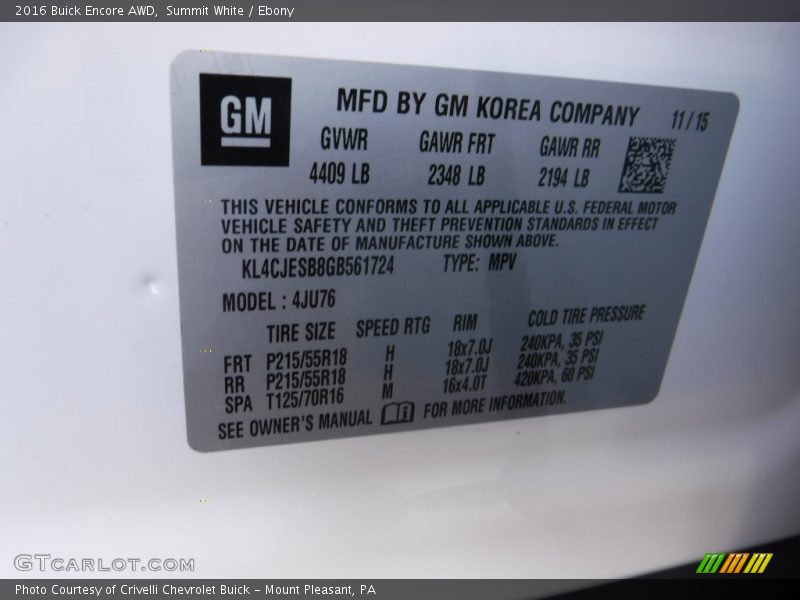 2016 Buick Encore AWD,  Summit White / Ebony
GM
MFD BY GM KOREA COMPANY 11/15
GVWR GAWR FRT GAWR RR
4409 LB 2348 LB 2194 LB
THIS VEHICLE CONFORMS TO ALL APPLICABLE U.S. FEDERAL MOTOR
VEHICLE SAFETY AND THEFT PREVENTION STANDARDS IN EFFECT
ON THE DATE OF MANUFACTURE SHOWN ABOVE.
KL4CJESB8GB561724 TYPE: MPV
MODEL : 4JU76
TIRE SIZE SPEED RTG RIM COLD TIRE PRESSURE
FRT P215/55R18 H 18x7.0J 240KPA, 35 PSI
RR P215/55R18 H 18x7.0J 240KPA, 35 PSI
SPA T125/70R16 M 16x4.0T 420KPA, 60 PSI
SEE OWNER'S MANUAL FOR MORE INFORMATION.
GTCARLOT.COM
Photo Courtesy of Crivelli Chevrolet Buick - Mount Pleasant, PA